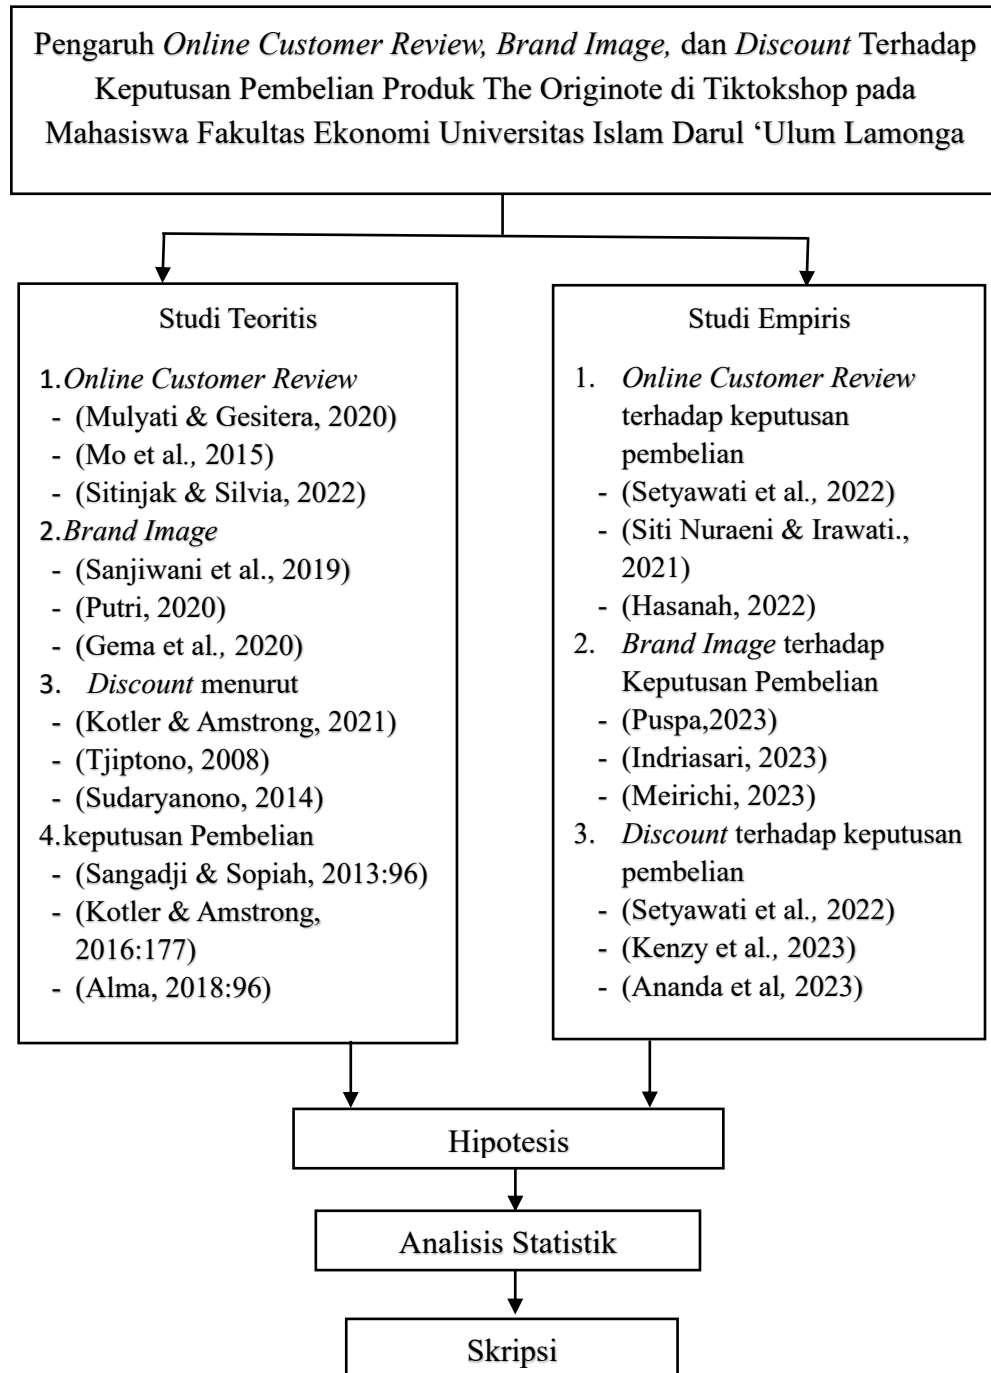 Pengaruh Online Customer Review, Brand Image, dan Discount Terhadap
Keputusan Pembelian Produk The Originote di Tiktokshop pada
Mahasiswa Fakultas Ekonomi Universitas Islam Darul ‘Ulum Lamonga
Studi Teoritis
1.Online Customer Review
- (Mulyati & Gesitera, 2020)
- (Mo et al., 2015)
- (Sitinjak & Silvia, 2022)
2.Brand Image
- (Sanjiwani et al., 2019)
- (Putri, 2020)
- (Gema et al., 2020)
3. Discount menurut
- (Kotler & Amstrong, 2021)
- (Tjiptono, 2008)
- (Sudaryanono, 2014)
4.keputusan Pembelian
- (Sangadji & Sopiah, 2013:96)
- (Kotler & Amstrong,
2016:177)
- (Alma, 2018:96)
Studi Empiris
1. Online Customer Review
terhadap keputusan
pembelian
- (Setyawati et al., 2022)
- (Siti Nuraeni & Irawati.,
2021)
- (Hasanah, 2022)
2. Brand Image terhadap
Keputusan Pembelian
- (Puspa,2023)
- (Indriasari, 2023)
- (Meirichi, 2023)
3. Discount terhadap keputusan
pembelian
- (Setyawati et al., 2022)
- (Kenzy et al., 2023)
- (Ananda et al, 2023)
Hipotesis
Analisis Statistik
Skripsi